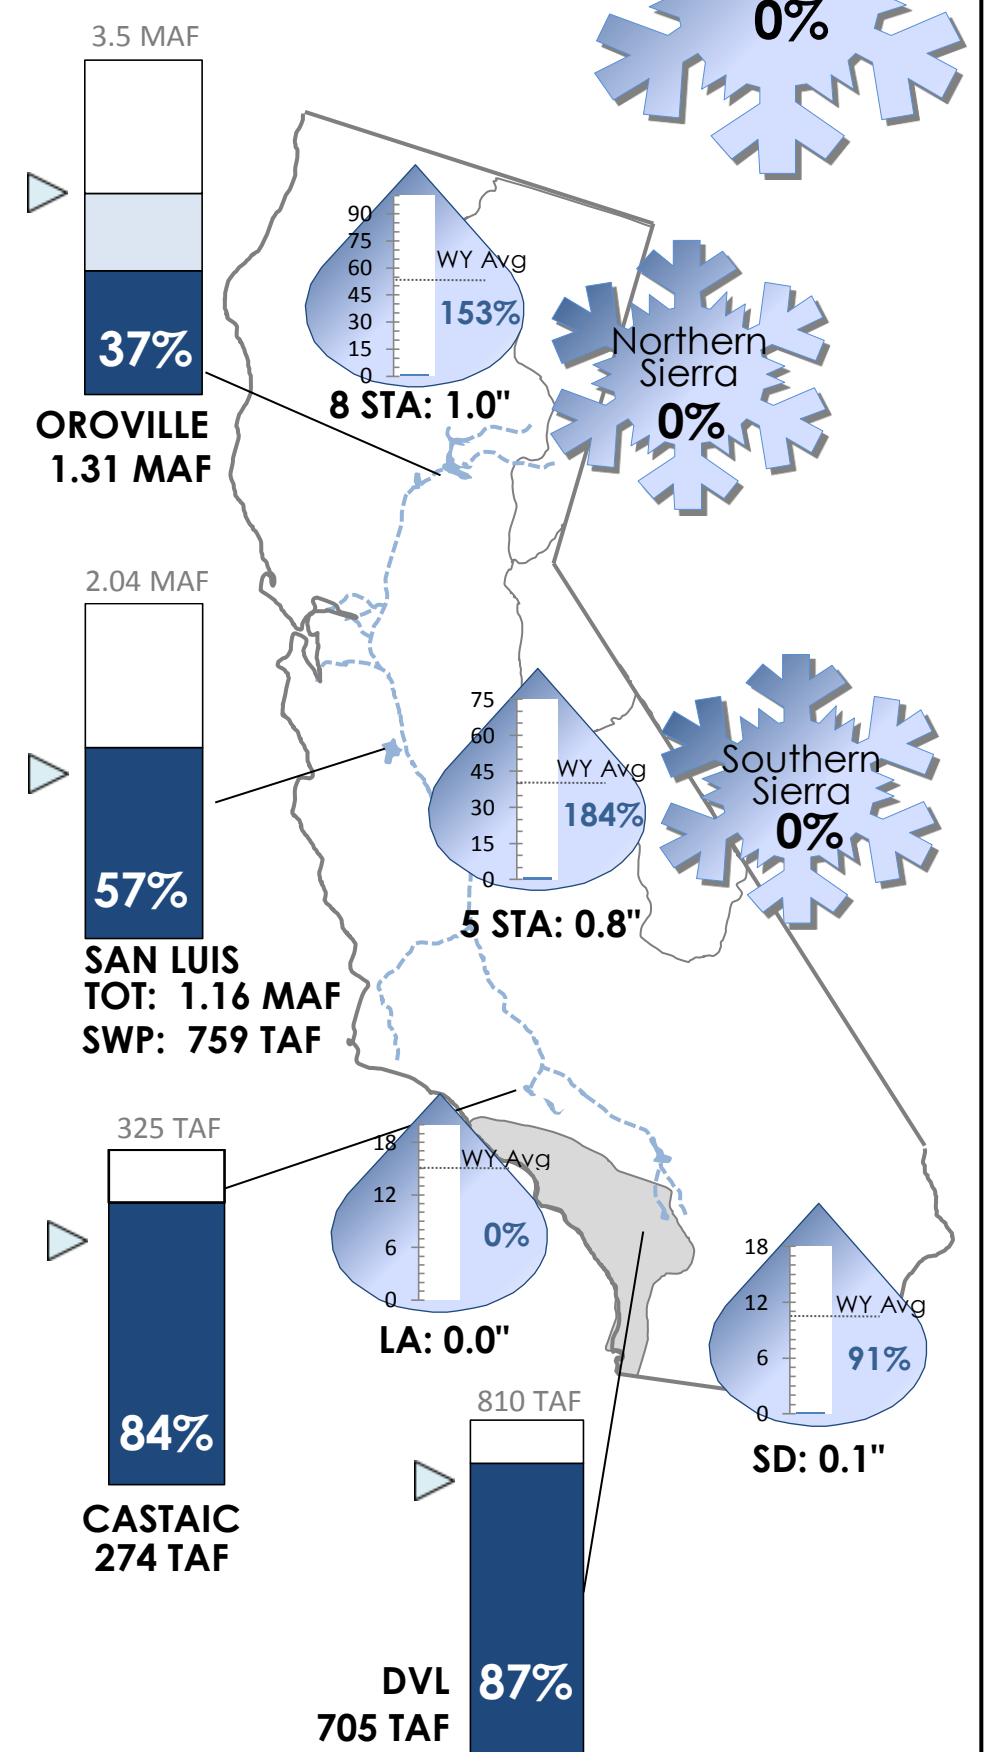 0%
3.5 MAF
37%
OROVILLE
1.31 MAF
90
75
60
45
30
15
0
WY Avg
153%
8 STA: 1.0"
Northern
Sierra
0%
2.04 MAF
57%
SAN LUIS
TOT: 1.16 MAF
SWP: 759 TAF
75
60
45
30
15
0
WY Avg
184%
5 STA: 0.8"
Southern
Sierra
0%
325 TAF
84%
CASTAIC
274 TAF
18
12
6
0
WY Avg
0%
LA: 0.0"
18
12
6
0
WY Avg
91%
SD: 0.1"
810 TAF
87%
DVL
705 TAF